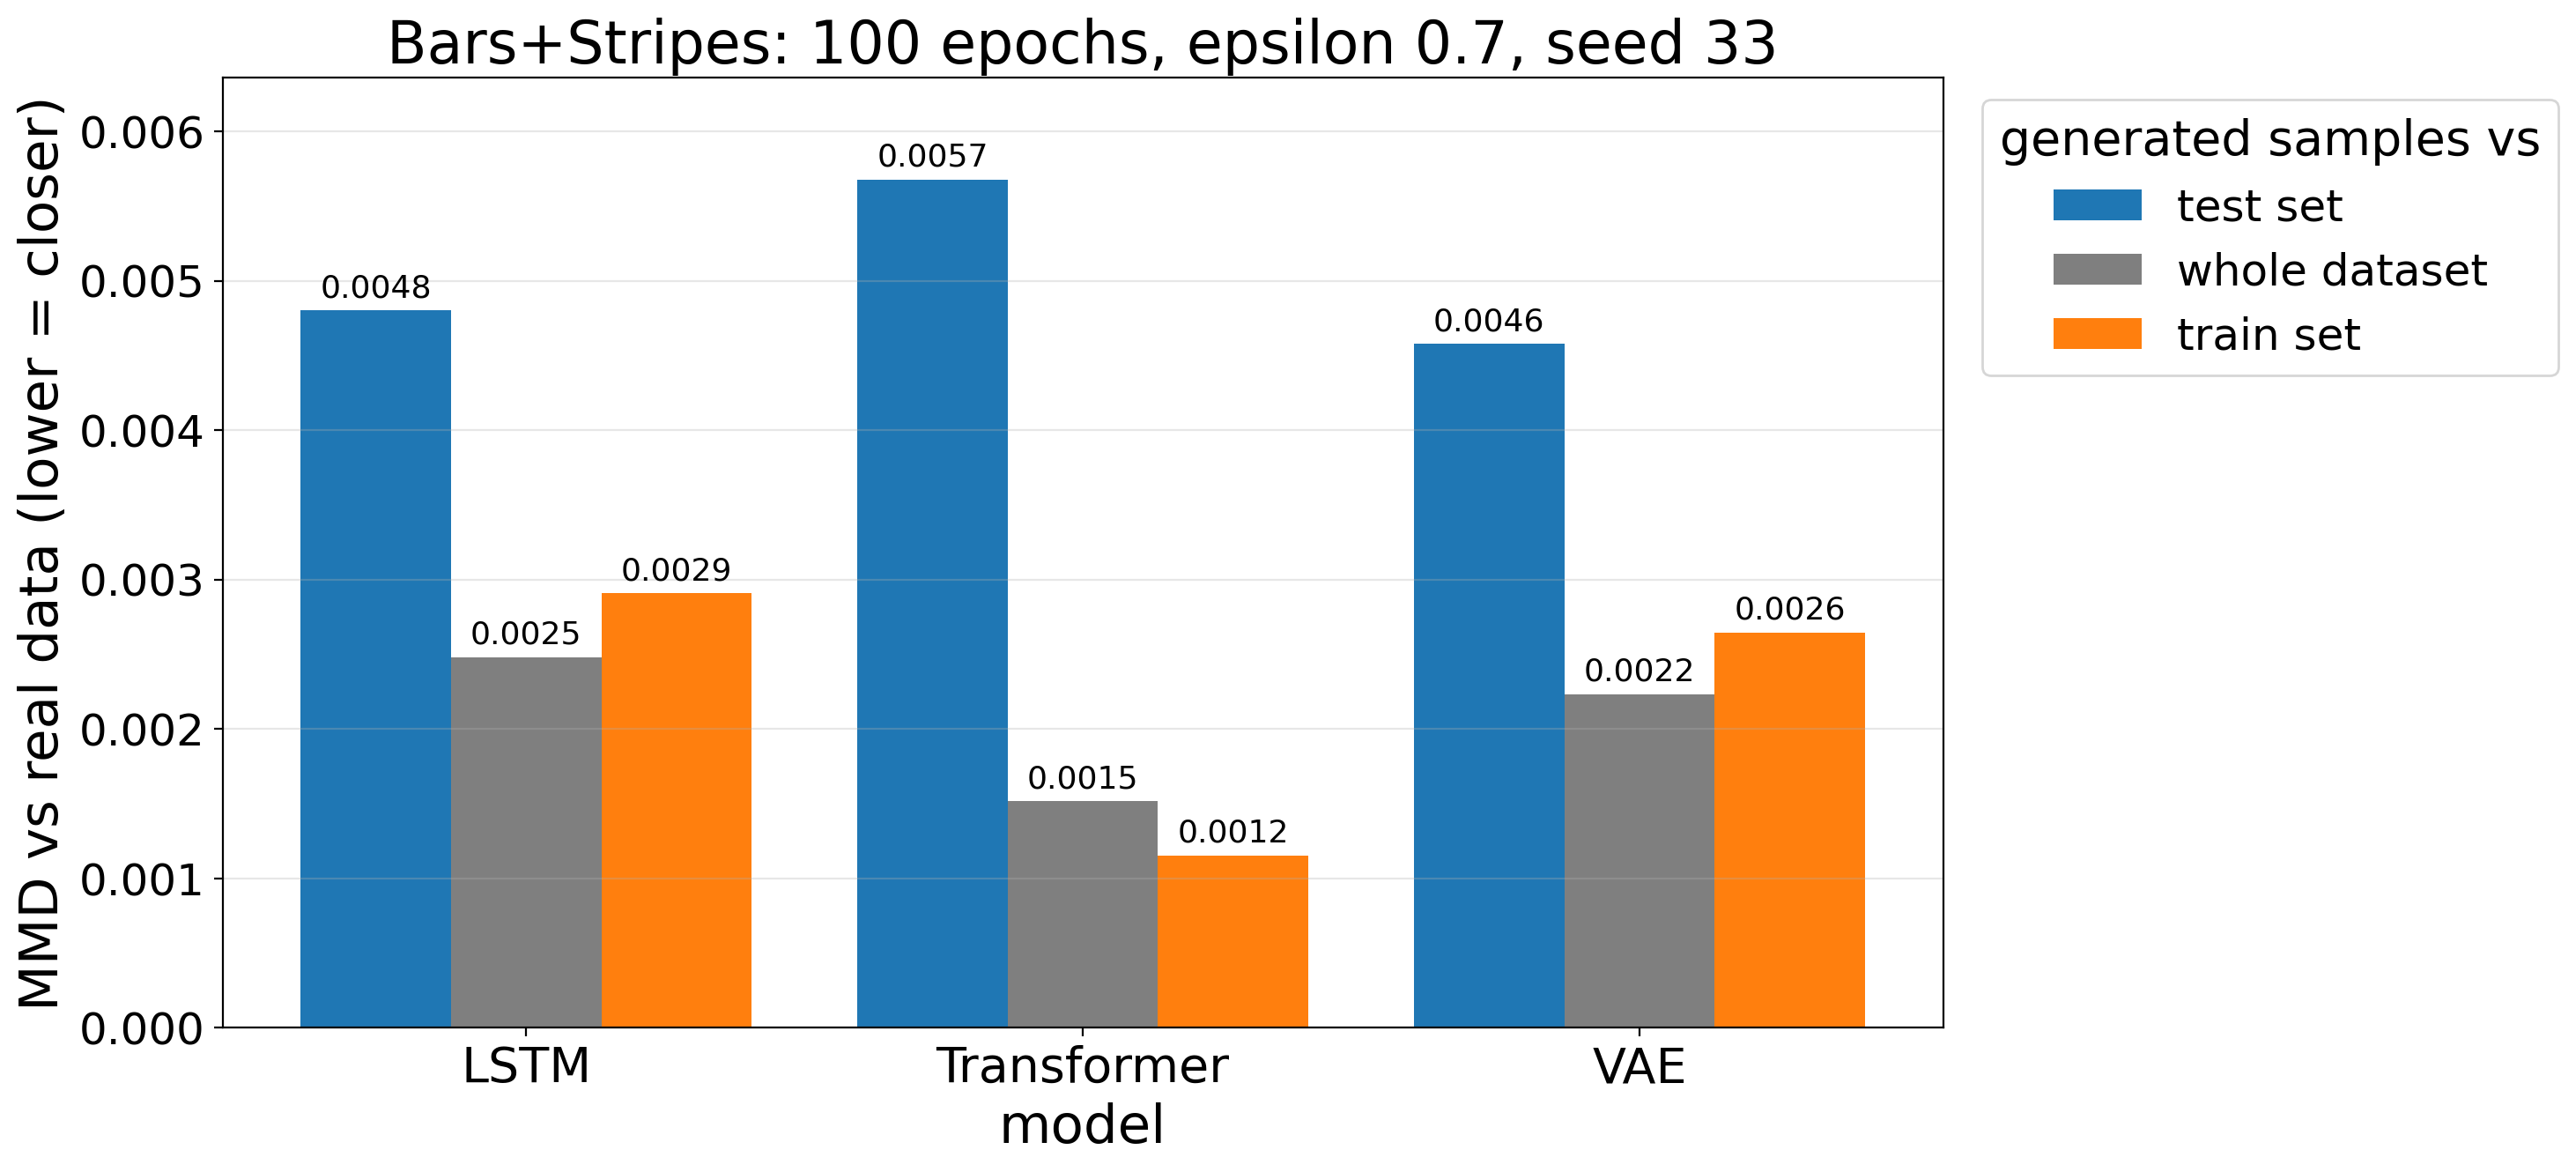 Bars+Stripes: 100 epochs, epsilon 0.7, seed 33
MMD vs real data (lower = closer)
0.006
0.005
0.004
0.003
0.002
0.001
0.000
0.0048
0.0025
0.0029
0.0057
0.0015
0.0012
0.0046
0.0022
0.0026
LSTM
Transformer
VAE
model
generated samples vs
test set
whole dataset
train set